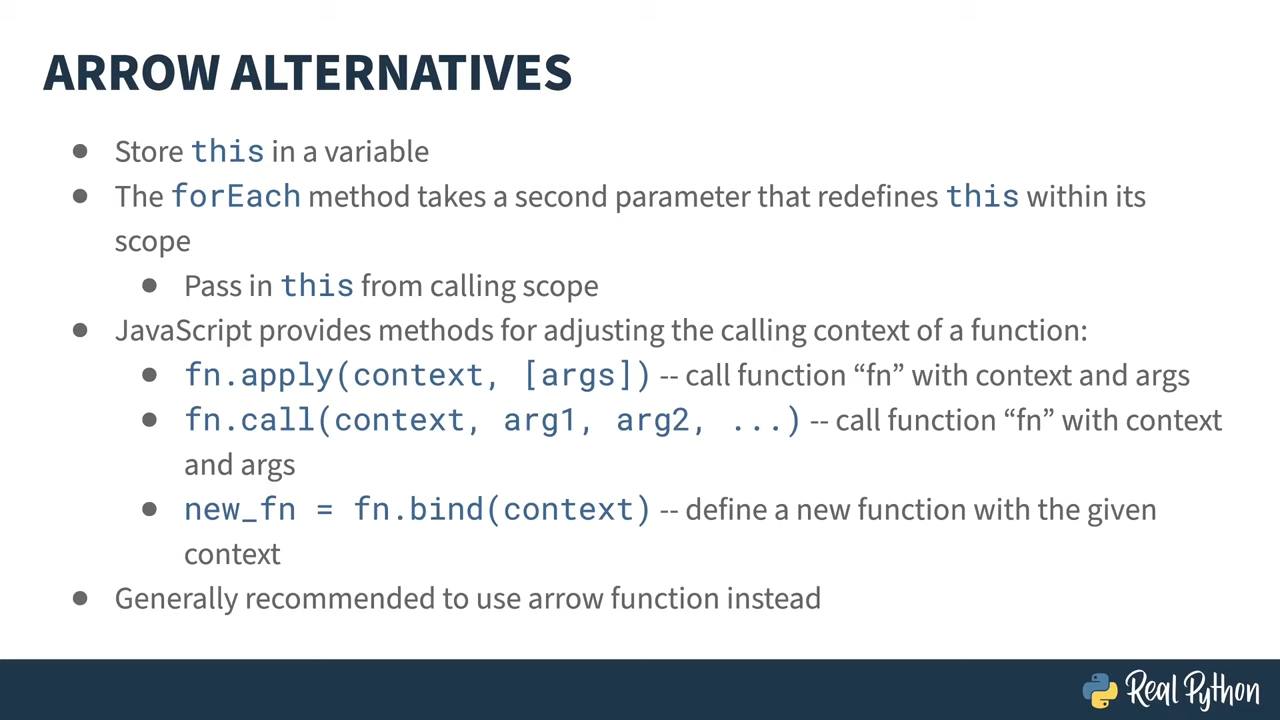 ARROW ALTERNATIVES
● Store this in a variable
● The forEach method takes a second parameter that redefines this within its
scope
● Pass in this from calling scope
● JavaScript provides methods for adjusting the calling context of a function:
● fn.apply(context, [args]) -- call function “fn” with context and args
● fn.call(context, arg1, arg2, ...) -- call function “fn” with context
and args
● new_fn = fn.bind(context) -- define a new function with the given
context
● Generally recommended to use arrow function instead
Real Python